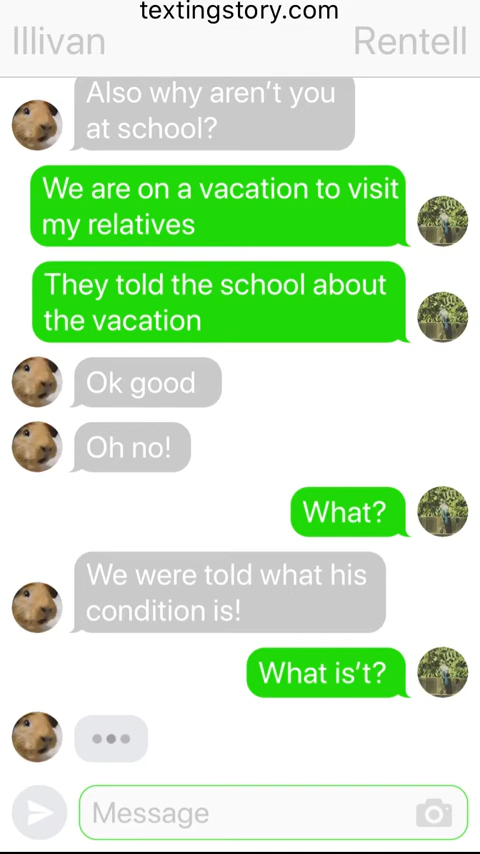 textingstory.com
Illivan Rentell
Also why aren’t you
at school?
We are on a vacation to visit
my relatives
They told the school about
the vacation
Ok good
Oh no!
What?
We were told what his
condition is!
What is’t?
Message